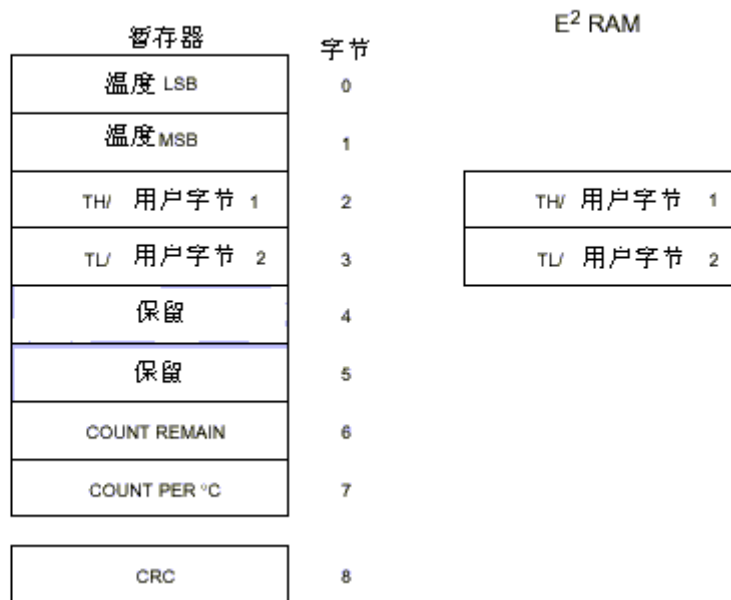 E² RAM
暂存器 字节
温度 LSB 0
温度 MSB 1
TH/ 用户字节 1 2 TH/ 用户字节 1
TL/ 用户字节 2 3 TL/ 用户字节 2
保留 4
保留 5
COUNT REMAIN 6
COUNT PER °C 7
CRC 8